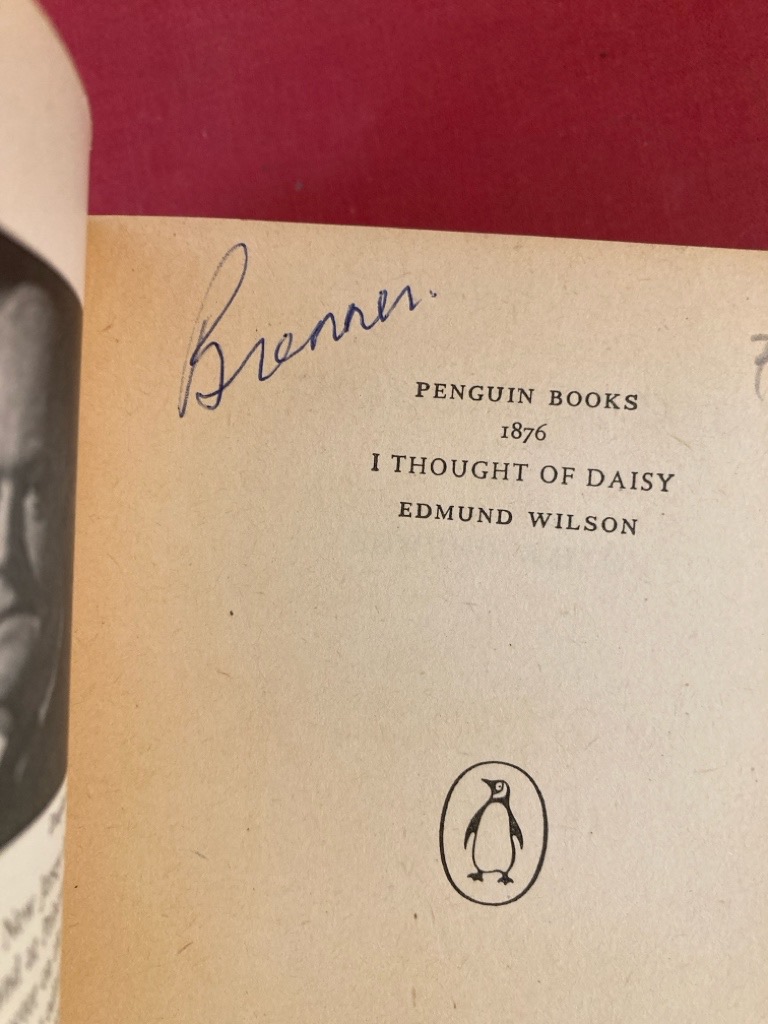 Brenner.
PENGUIN BOOKS
1876
I THOUGHT OF DAISY
EDMUND WILSON